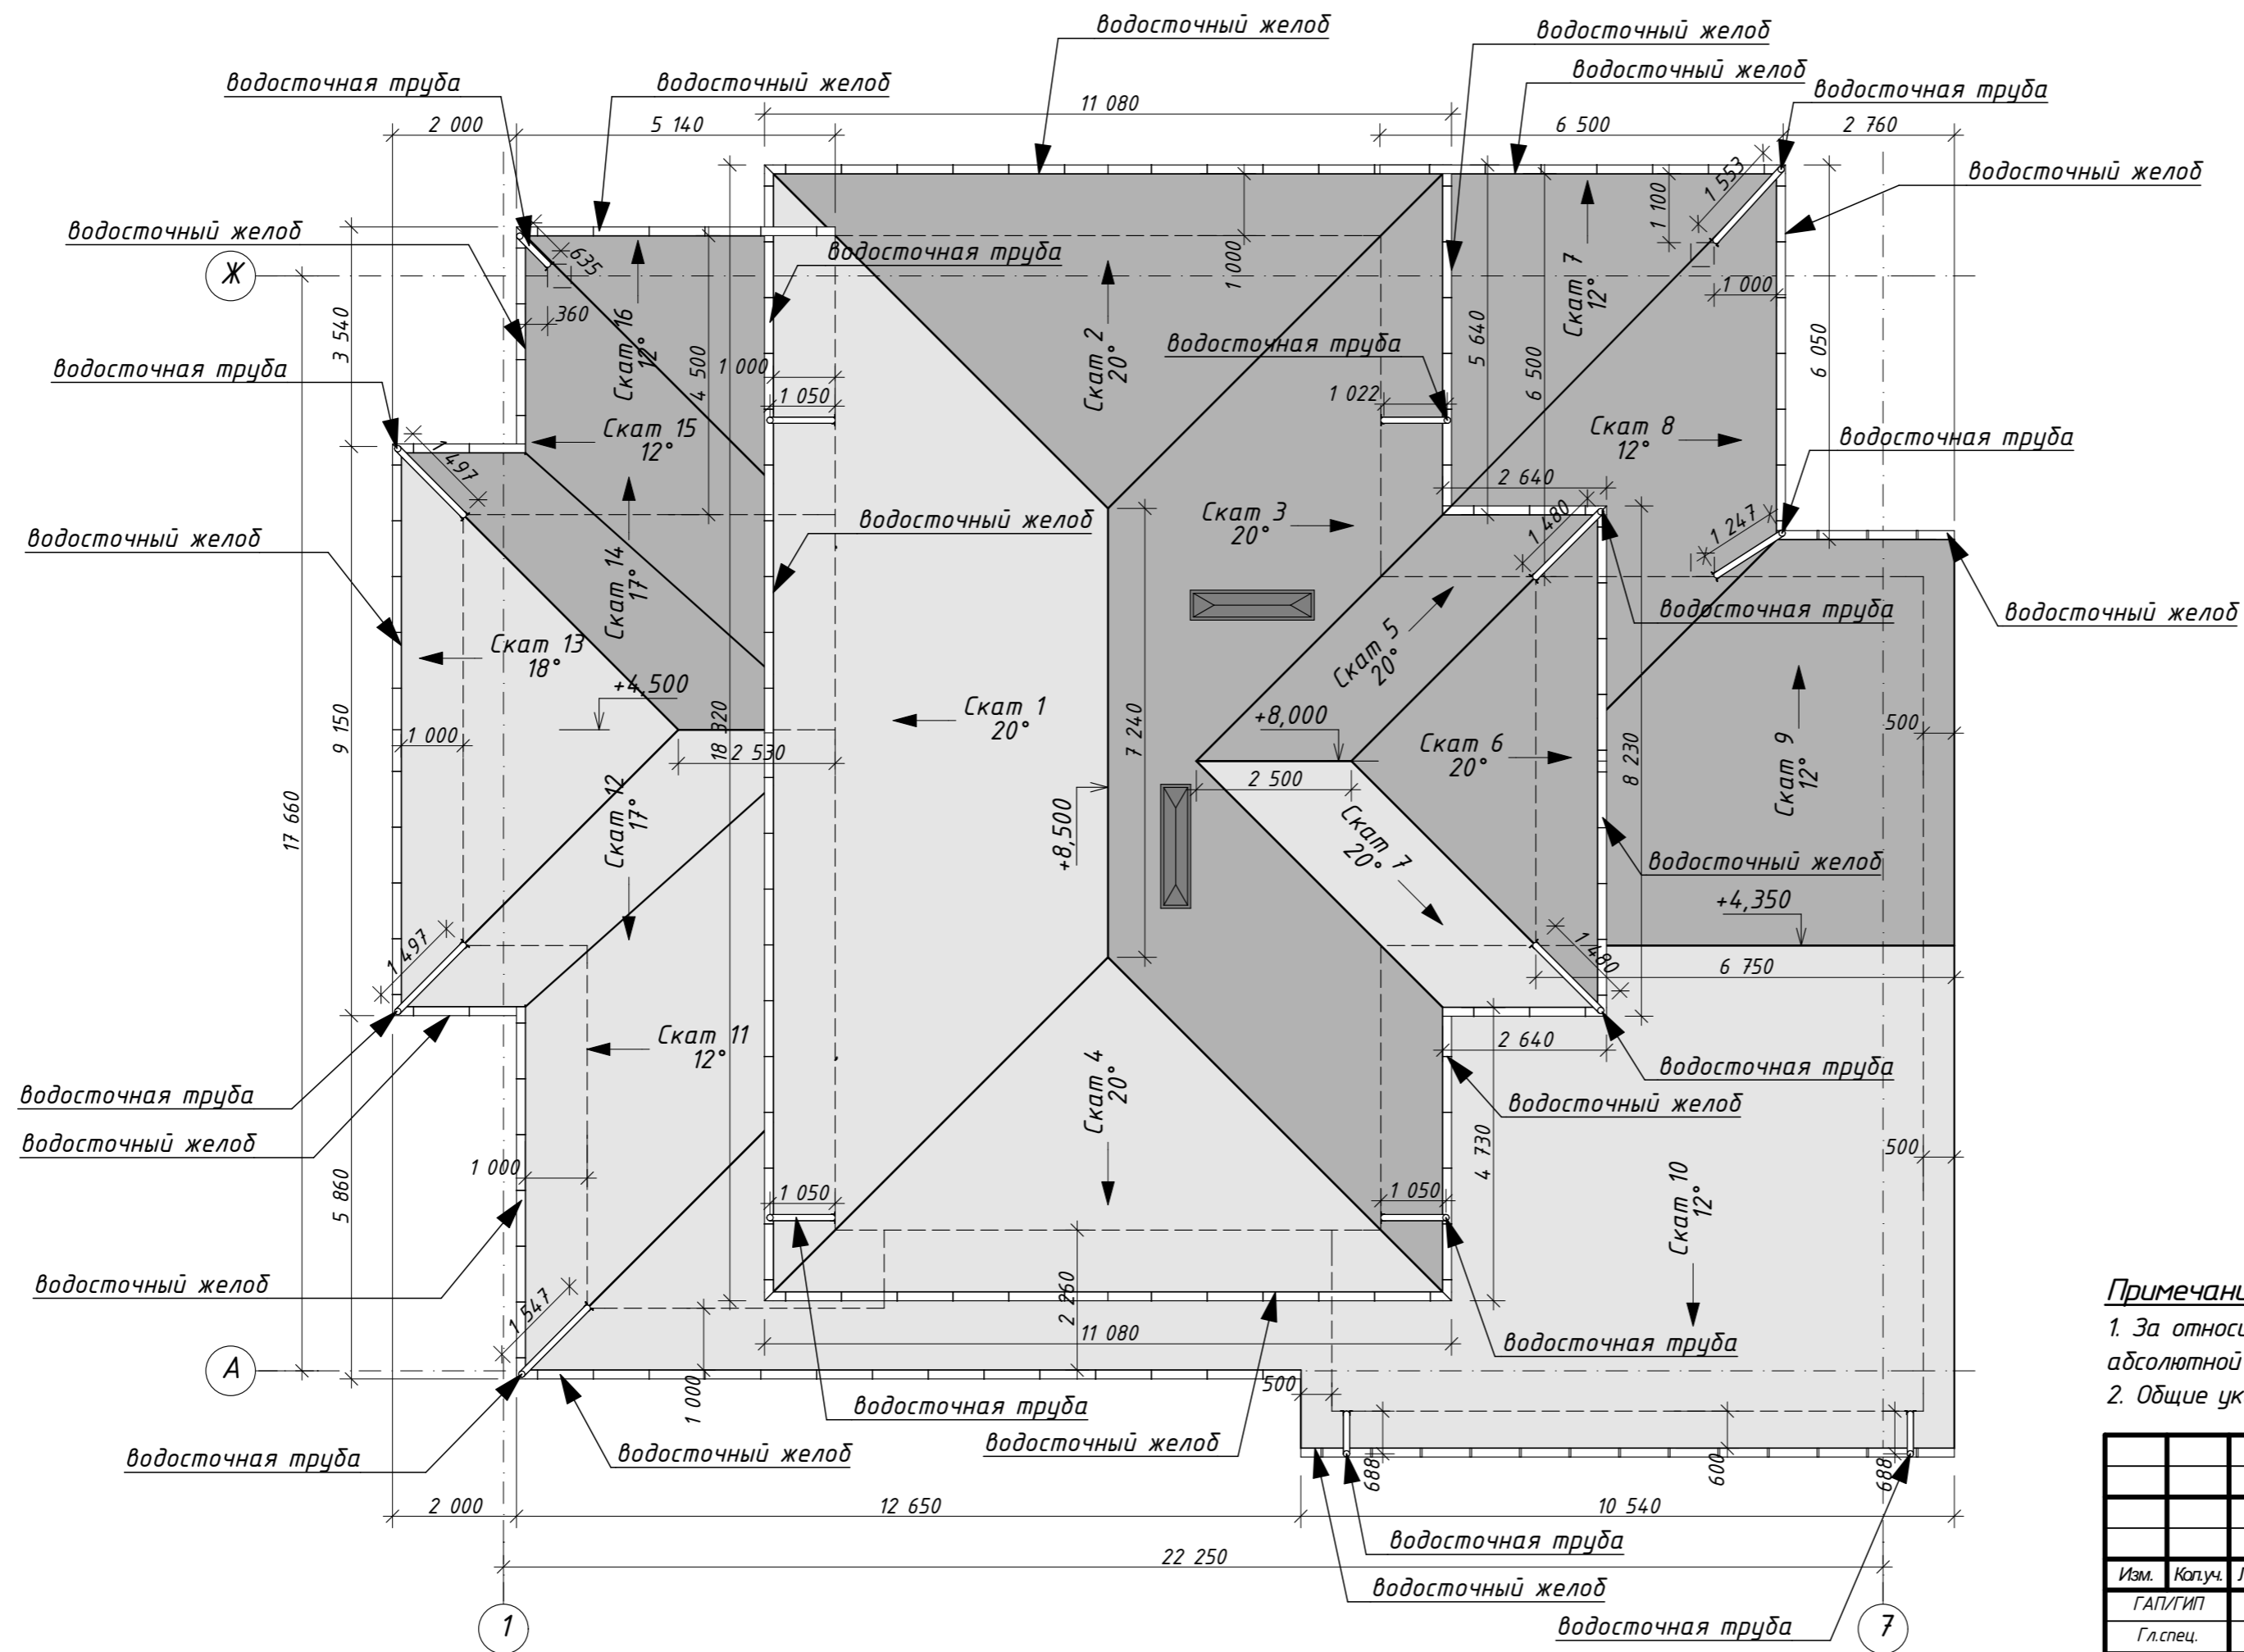 водосточный желоб
водосточный желоб
водосточная труба
водосточный желоб
водосточный желоб
водосточная труба
11 080
2 000
5 140
6 500
2 760
1 553
1 100
водосточный желоб
водосточный желоб
635
водосточная труба
1 000
Ж
360
Скат 16
12°
4 500
1 000
1 050
Скат 2
20°
водосточная труба
1 022
5 640
6 500
Скат 7
12°
1 000
6 050
3 540
водосточная труба
Скат 15
12°
Скат 8
12°
водосточная труба
1 497
2 640
1 480
1 247
водосточный желоб
водосточный желоб
Скат 3
20°
Скат 14
17°
Скат 13
18°
Скат 5
20°
водосточная труба
водосточный желоб
+4,500
Скат 1
20°
+8,000
Скат 6
20°
500
9 150
1 000
18 320
2 530
7 240
2 500
8 230
Скат 9
12°
17 660
Скат 12
17°
+8,500
Скат 7
20°
водосточный желоб
+4,350
1 497
1 480
6 750
Скат 11
12°
Скат 4
20°
2 640
водосточная труба
водосточная труба
водосточный желоб
водосточный желоб
4 730
500
1 000
5 860
1 050
1 050
Скат 10
12°
водосточный желоб
1 547
2 260
11 080
водосточная труба
Примечани
1. За относи
абсолютной
2. Общие ук
А
1 000
500
водосточная труба
водосточный желоб
водосточный желоб
водосточная труба
688
600
688
2 000
12 650
10 540
водосточная труба
22 250
водосточный желоб
водосточная труба
1
7
Изм.
Кол.уч.
ГАП/ГИП
Гл.спец.